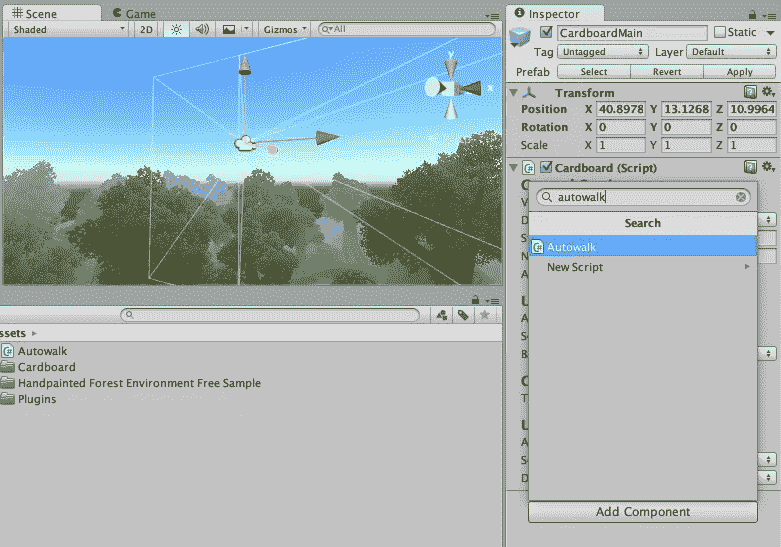 Scene
Game
Shaded
2D
Gizmos
All
ssets
Autowalk
Cardboard
Handpainted Forest Environment Free Sample
Plugins
Inspector
CardboardMain
Static
Tag Untagged Layer Default
Prefab Select Revert Apply
Transform
Position X 40.8978 Y 13.1268 Z 10.9964
Rotation X 0 Y 0 Z 0
Scale X 1 Y 1 Z 1
Cardboard (Script)
autowalk
Search
Autowalk
New Script
Add Component